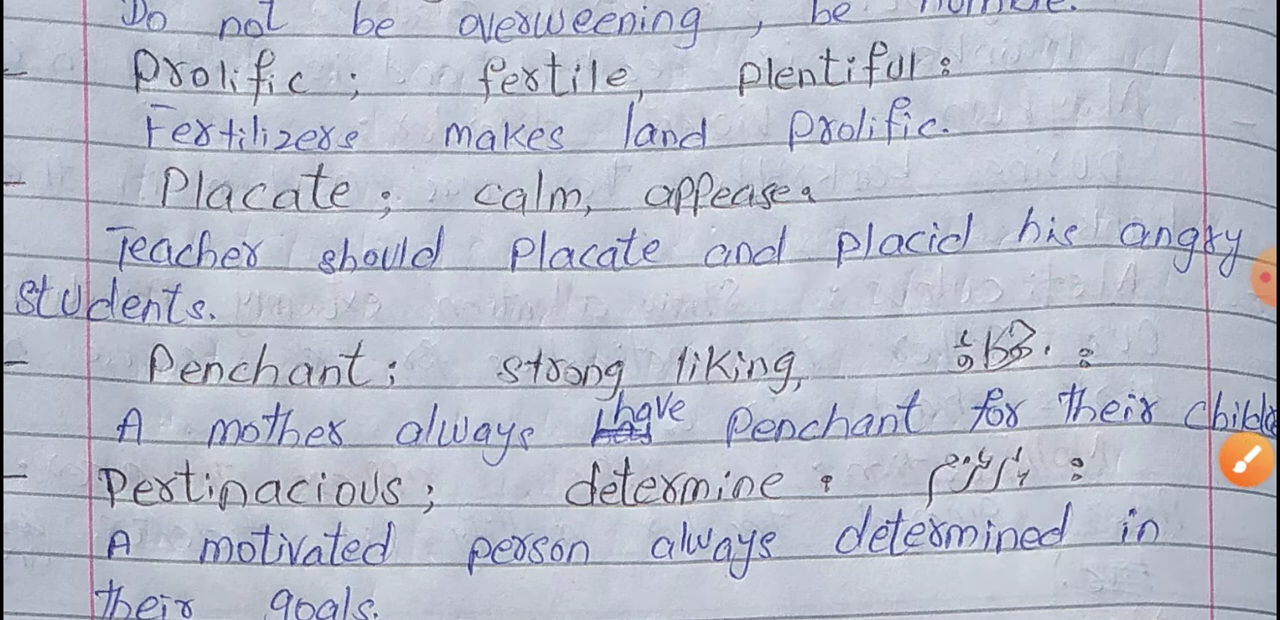 Do not be overweening, be humble.
Prolific ; fertile, plentiful :
Fertilizers makes land prolific.
Placate ; calm, appease.
Teacher should placate and placid his angry
students.
Penchant ; strong liking,
A mother always have penchant for their child
Pertinacious ; determine :
A motivated person always determined in
their goals.